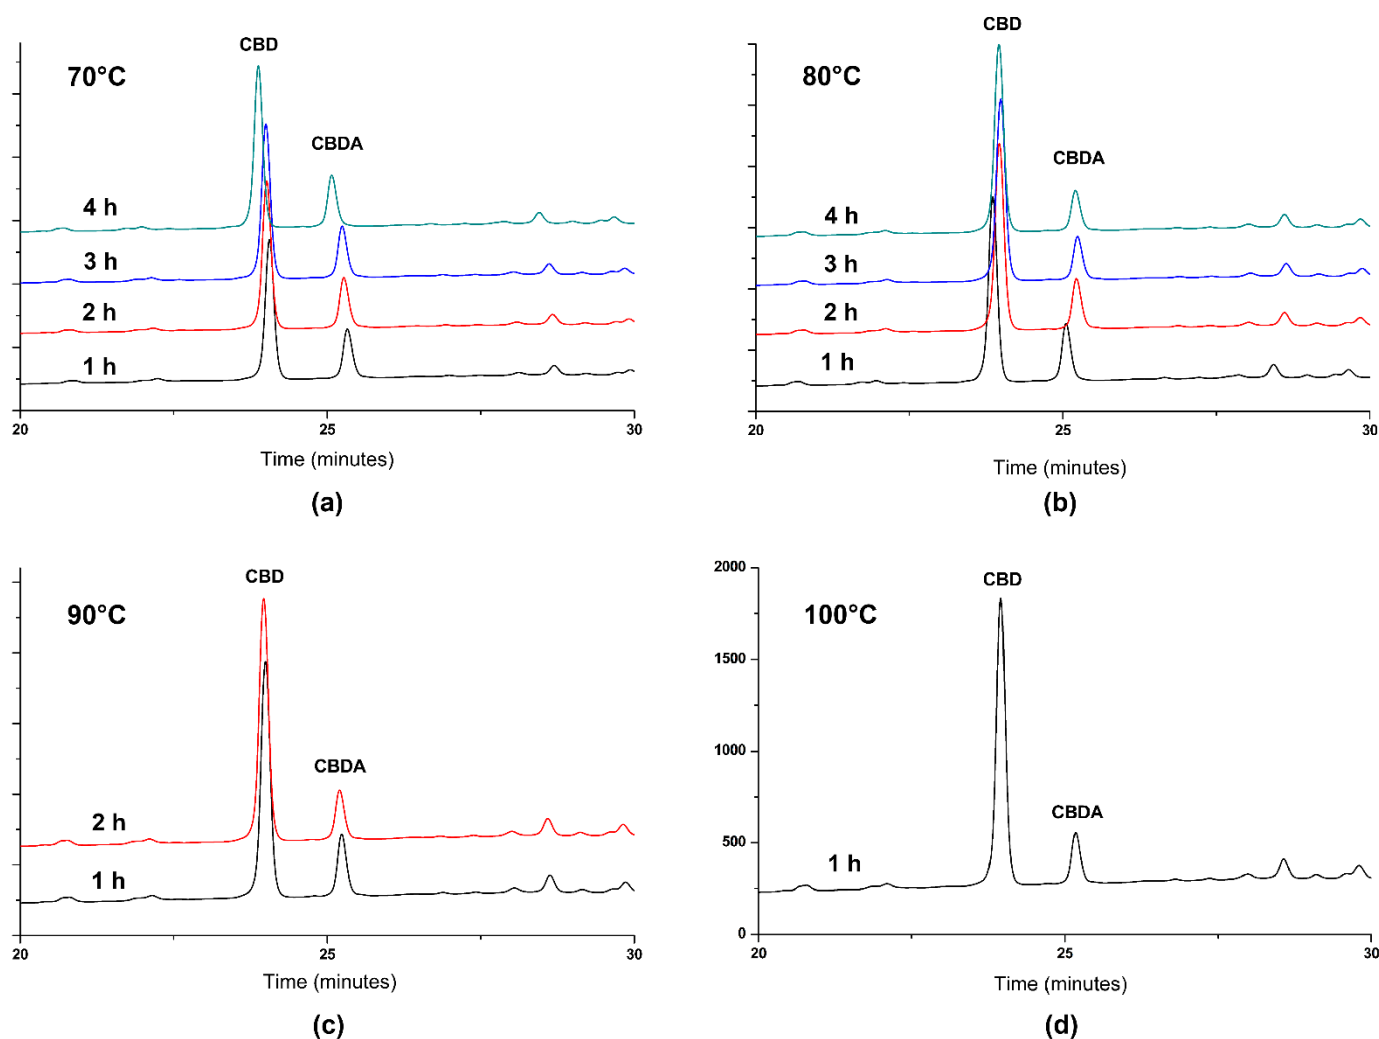 CBD
70°C
CBDA
4 h
3 h
2 h
1 h
20
25
30
Time (minutes)
(a)
CBD
80°C
CBDA
4 h
3 h
2 h
1 h
20
25
30
Time (minutes)
(b)
CBD
90°C
CBDA
2 h
1 h
20
25
30
Time (minutes)
(c)
2000
CBD
100°C
1500
1000
CBDA
1 h
500
0
20
25
30
Time (minutes)
(d)